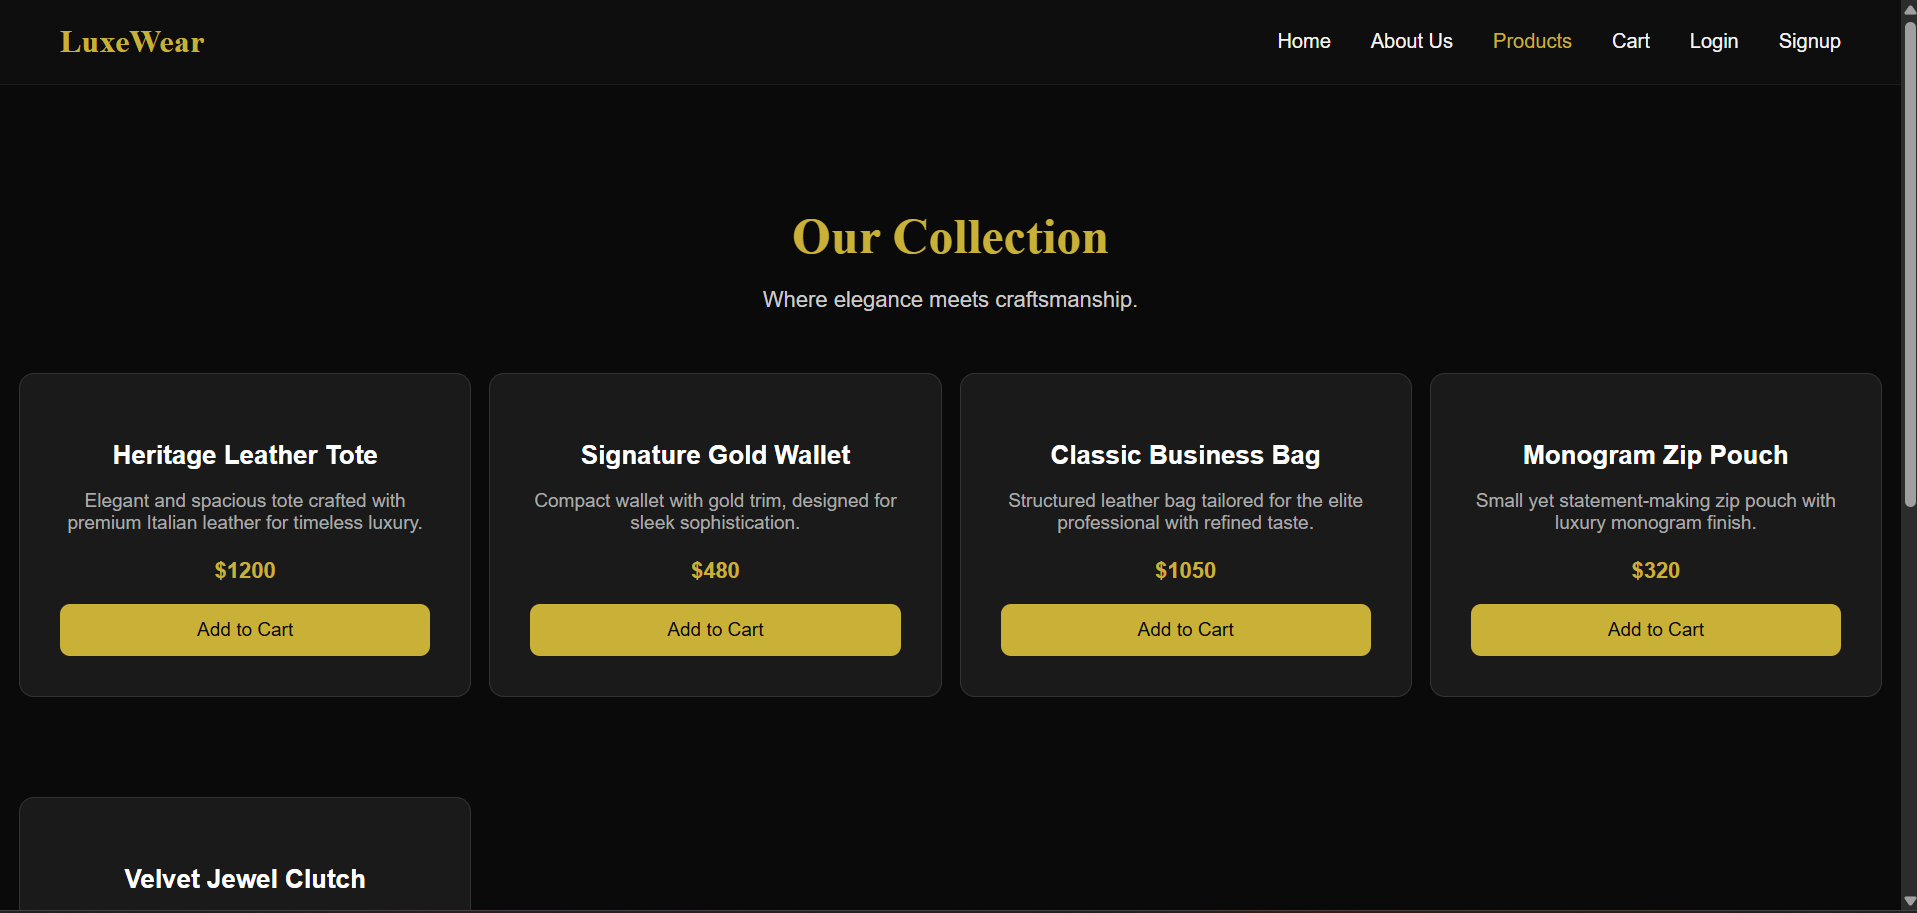 LuxeWear
Home About Us Products Cart Login Signup
Our Collection
Where elegance meets craftsmanship.
Heritage Leather Tote
Elegant and spacious tote crafted with
premium Italian leather for timeless luxury.
$1200
Add to Cart
Signature Gold Wallet
Compact wallet with gold trim, designed for
sleek sophistication.
$480
Add to Cart
Classic Business Bag
Structured leather bag tailored for the elite
professional with refined taste.
$1050
Add to Cart
Monogram Zip Pouch
Small yet statement-making zip pouch with
luxury monogram finish.
$320
Add to Cart
Velvet Jewel Clutch